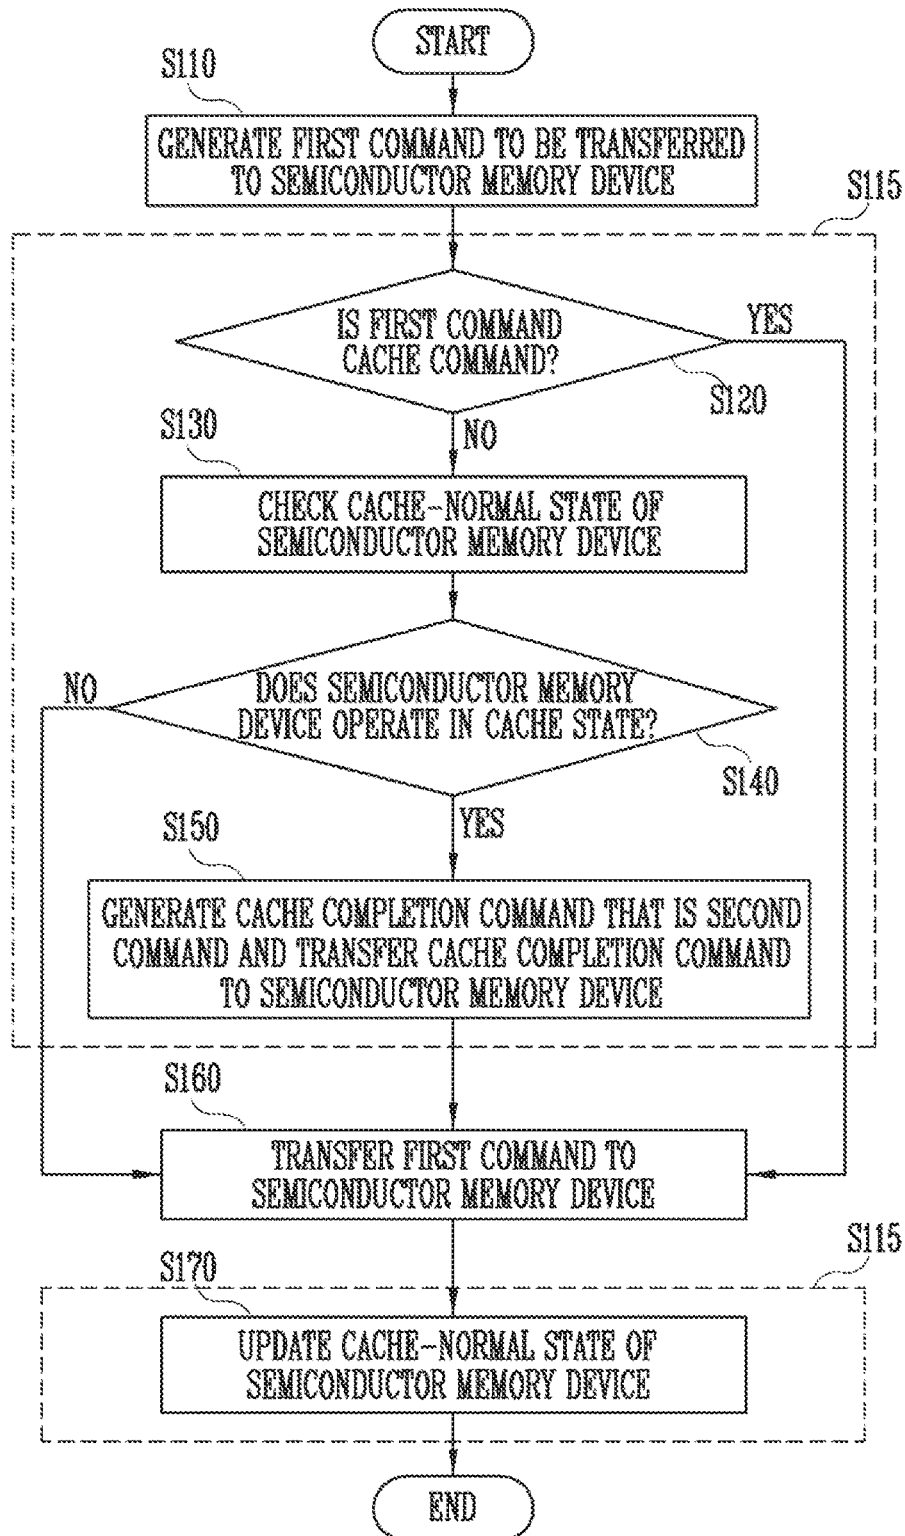 START
S110
GENERATE FIRST COMMAND TO BE TRANSFERRED
TO SEMICONDUCTOR MEMORY DEVICE
S115
IS FIRST COMMAND
CACHE COMMAND?
YES
S120
NO
S130
CHECK CACHE-NORMAL STATE OF
SEMICONDUCTOR MEMORY DEVICE
NO
DOES SEMICONDUCTOR MEMORY
DEVICE OPERATE IN CACHE STATE?
S140
YES
S150
GENERATE CACHE COMPLETION COMMAND THAT IS SECOND
COMMAND AND TRANSFER CACHE COMPLETION COMMAND
TO SEMICONDUCTOR MEMORY DEVICE
S160
TRANSFER FIRST COMMAND TO
SEMICONDUCTOR MEMORY DEVICE
S115
S170
UPDATE CACHE-NORMAL STATE OF
SEMICONDUCTOR MEMORY DEVICE
END